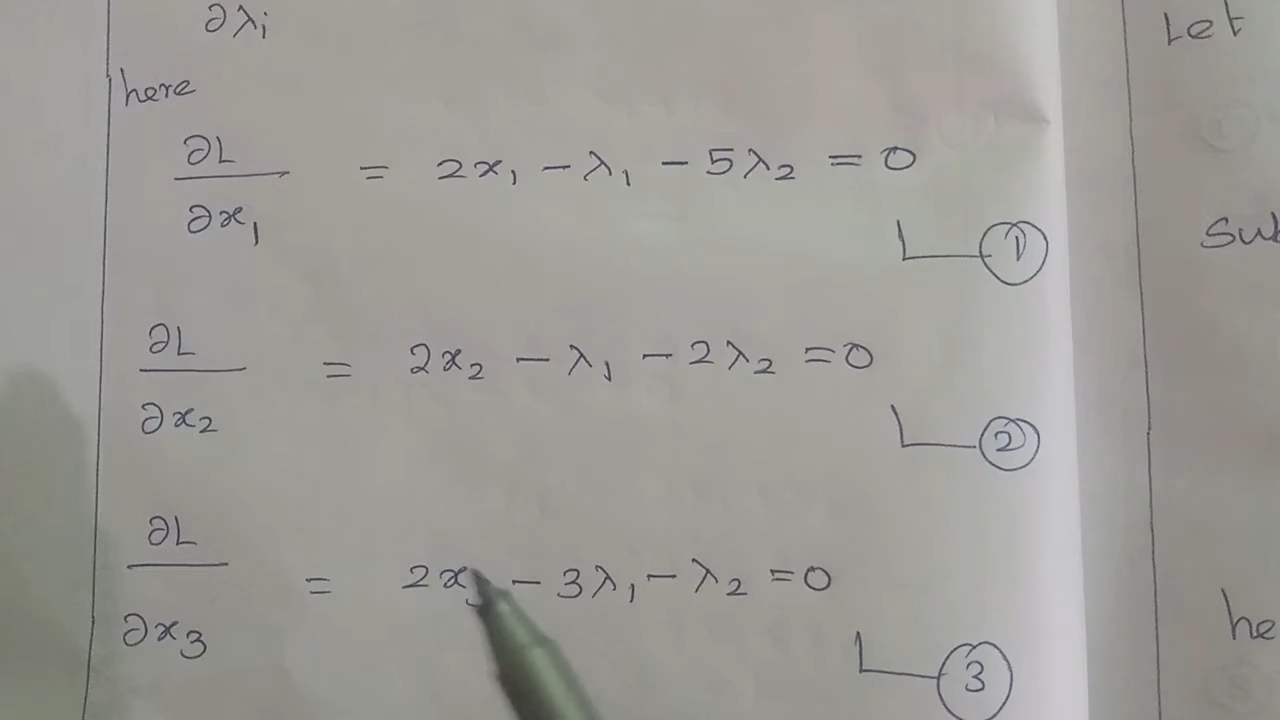 ∂λi
here
∂L/∂x₁ = 2x₁ - λ₁ - 5λ₂ = 0
①
∂L/∂x₂ = 2x₂ - λ₁ - 2λ₂ = 0
②
∂L/∂x₃ = 2x₃ - 3λ₁ - λ₂ = 0
③
Let